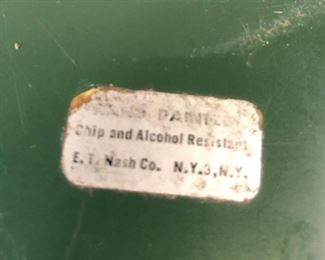 HAND PAINTED
Chip and Alcohol Resistant
E. T. Nash Co. N.Y.3, N.Y.